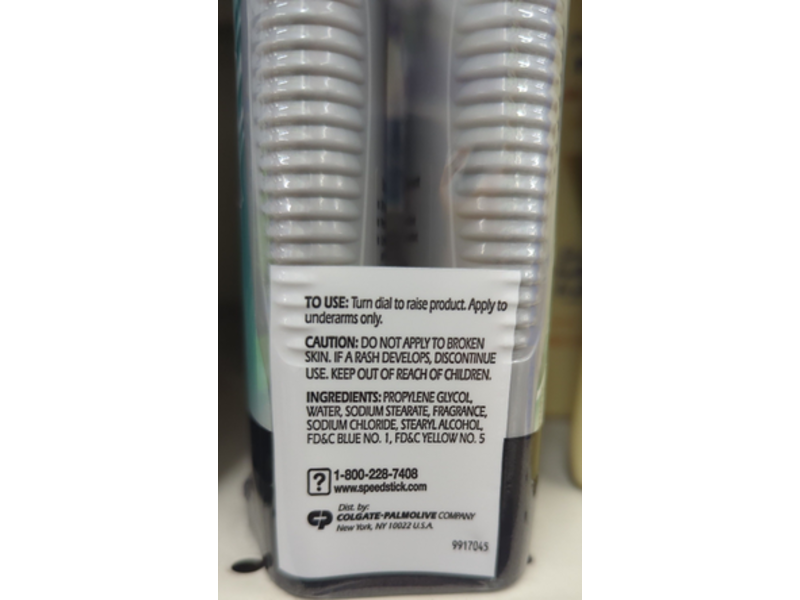 TO USE: Turn dial to raise product. Apply to
underarms only.
CAUTION: DO NOT APPLY TO BROKEN
SKIN. IF A RASH DEVELOPS, DISCONTINUE
USE. KEEP OUT OF REACH OF CHILDREN.
INGREDIENTS: PROPYLENE GLYCOL,
WATER, SODIUM STEARATE, FRAGRANCE,
SODIUM CHLORIDE, STEARYL ALCOHOL,
FD&C BLUE NO. 1, FD&C YELLOW NO. 5
? 1-800-228-7408
www.speedstick.com
Dist. by:
CP COLGATE-PALMOLIVE COMPANY
New York, NY 10022 U.S.A.
9917045